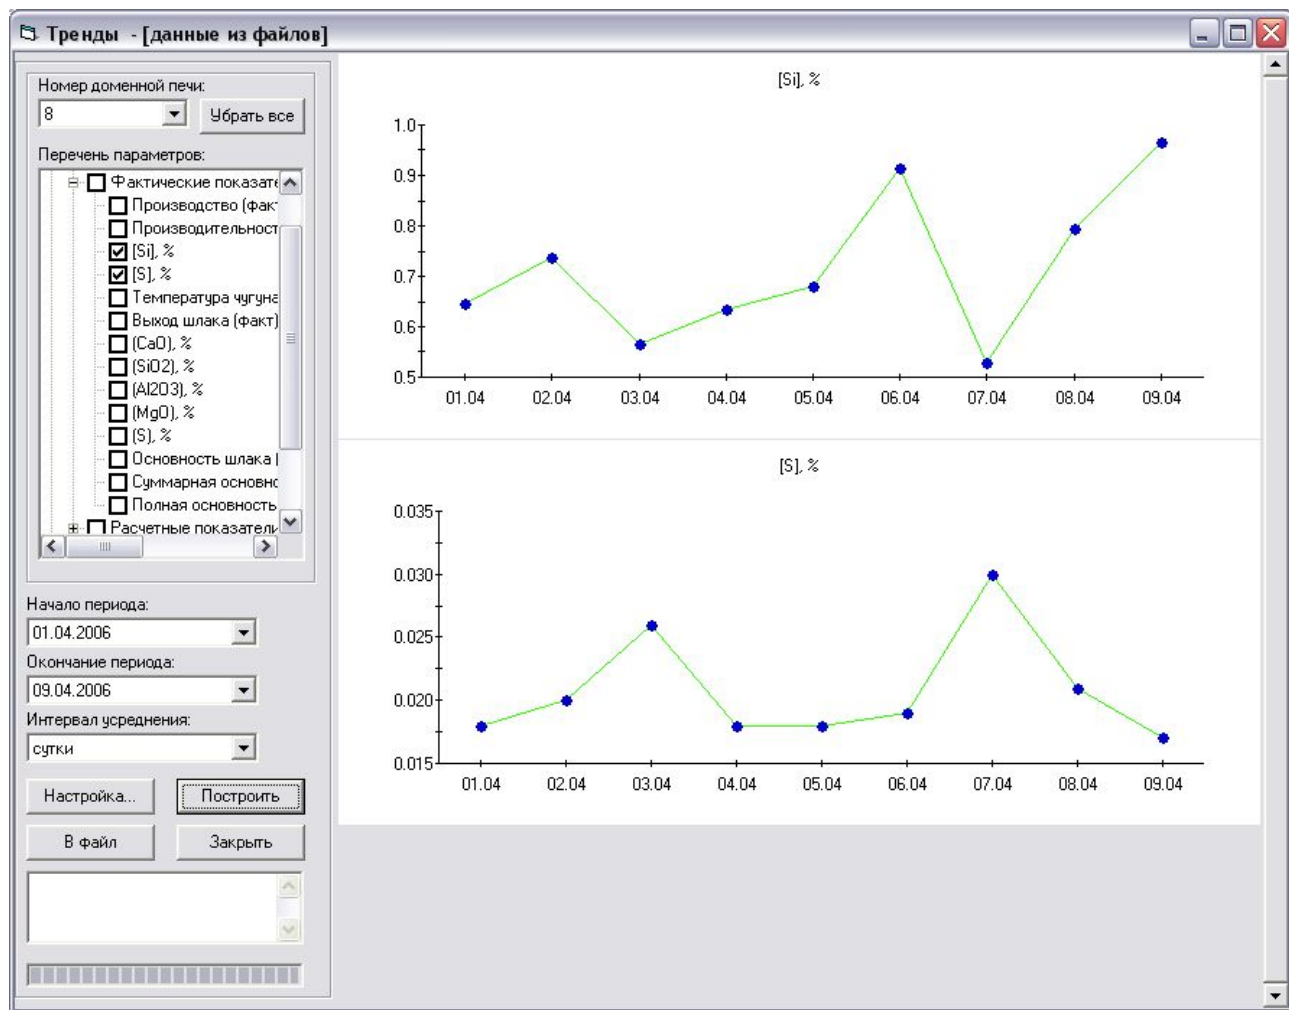 Тренды - [данные из файлов]
Номер доменной печи:
8
Убрать все
Перечень параметров:
Фактические показате
Производство (фак
Производительност
[Si], %
[S], %
Температура чугуна
Выход шлака (факт)
(CaO), %
(SiO2), %
(Al2O3), %
(MgO), %
(S), %
Основность шлака (
Суммарная основно
Полная основность
Расчетные показатели
Начало периода:
01.04.2006
Окончание периода:
09.04.2006
Интервал усреднения:
сутки
Настройка...
Построить
В файл
Закрыть
[Si], %
1.0
0.9
0.8
0.7
0.6
0.5
01.04 02.04 03.04 04.04 05.04 06.04 07.04 08.04 09.04
[S], %
0.035
0.030
0.025
0.020
0.015
01.04 02.04 03.04 04.04 05.04 06.04 07.04 08.04 09.04